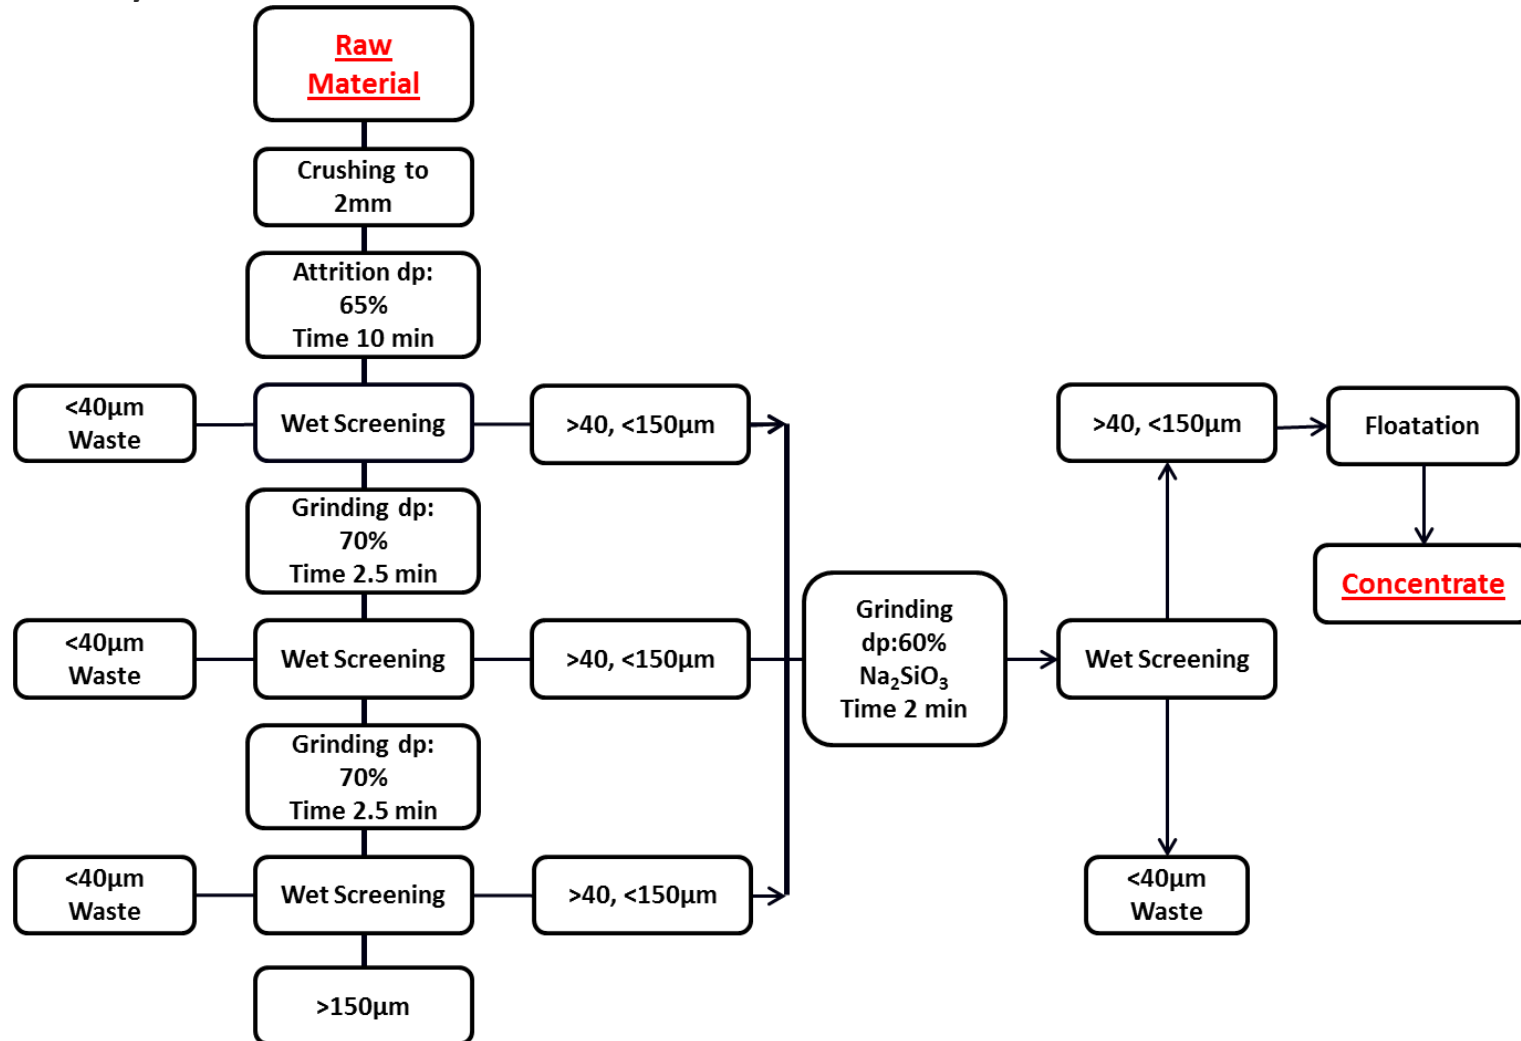 Raw
Material
Crushing to
2mm
Attrition dp:
65%
Time 10 min
<40µm
Waste
Wet Screening
>40, <150µm
>40, <150µm
Floatation
Grinding dp:
70%
Time 2.5 min
Concentrate
<40µm
Waste
Wet Screening
>40, <150µm
Grinding
dp:60%
Na₂SiO₃
Time 2 min
Wet Screening
Grinding dp:
70%
Time 2.5 min
<40µm
Waste
Wet Screening
>40, <150µm
<40µm
Waste
>150µm